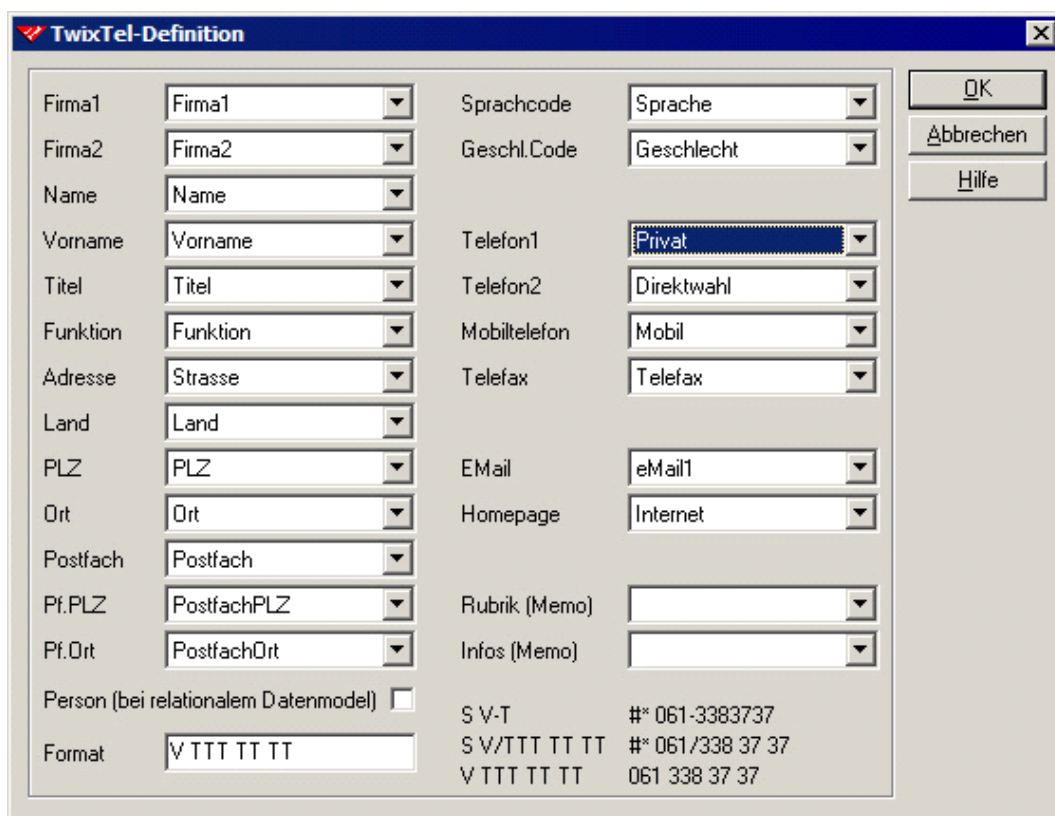 TwixTel-Definition
Firma1 Firma1
Firma2 Firma2
Name Name
Vorname Vorname
Titel Titel
Funktion Funktion
Adresse Strasse
Land Land
PLZ PLZ
Ort Ort
Postfach Postfach
Pf.PLZ PostfachPLZ
Pf.Ort PostfachOrt
Person (bei relationalem Datenmodel)
Format V TTT TT TT
Sprachcode Sprache
Geschl.Code Geschlecht
Telefon1 Privat
Telefon2 Direktwahl
Mobiltelefon Mobil
Telefax Telefax
EMail eMail1
Homepage Internet
Rubrik (Memo)
Infos (Memo)
S V-T #* 061-3383737
S V/TTT TT TT #* 061/338 37 37
V TTT TT TT 061 338 37 37
OK
Abbrechen
Hilfe